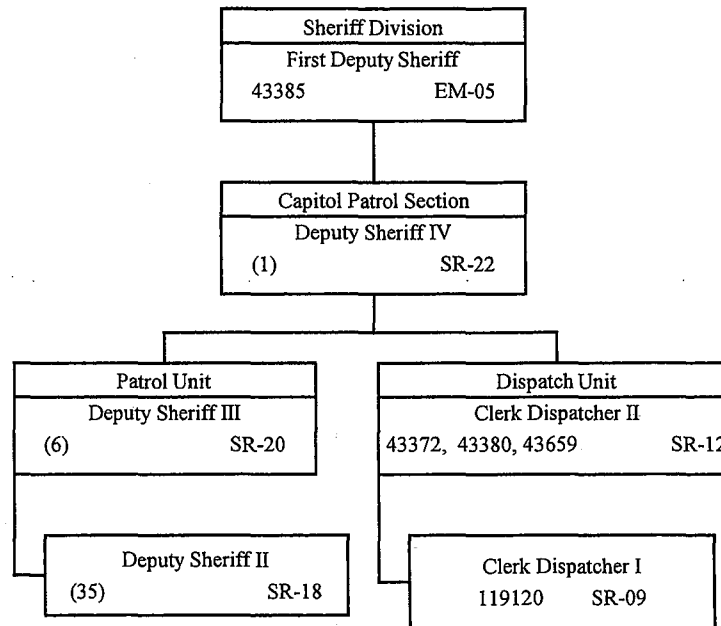 Sheriff Division
First Deputy Sheriff
43385 EM-05
Capitol Patrol Section
Deputy Sheriff IV
(1) SR-22
Patrol Unit
Deputy Sheriff III
(6) SR-20
Deputy Sheriff II
(35) SR-18
Dispatch Unit
Clerk Dispatcher II
43372, 43380, 43659 SR-12
Clerk Dispatcher I
119120 SR-09